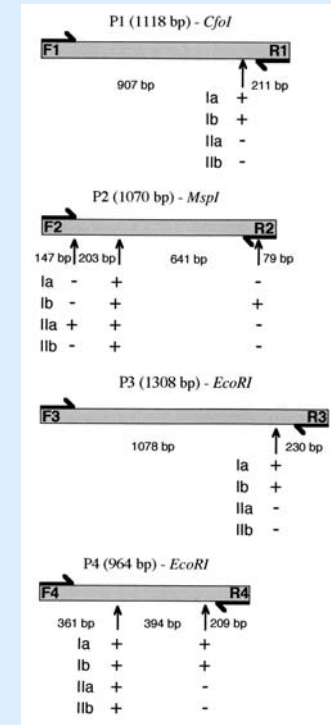 P1 (1118 bp) - CfoI
F1 R1
907 bp 211 bp
Ia +
Ib +
IIa -
IIb -
P2 (1070 bp) - MspI
F2 R2
147 bp 203 bp 641 bp 79 bp
Ia - + -
Ib - + +
IIa + + -
IIb - + -
P3 (1308 bp) - EcoRI
F3 R3
1078 bp 230 bp
Ia +
Ib +
IIa -
IIb -
P4 (964 bp) - EcoRI
F4 R4
361 bp 394 bp 209 bp
Ia + +
Ib + +
IIa + -
IIb + -